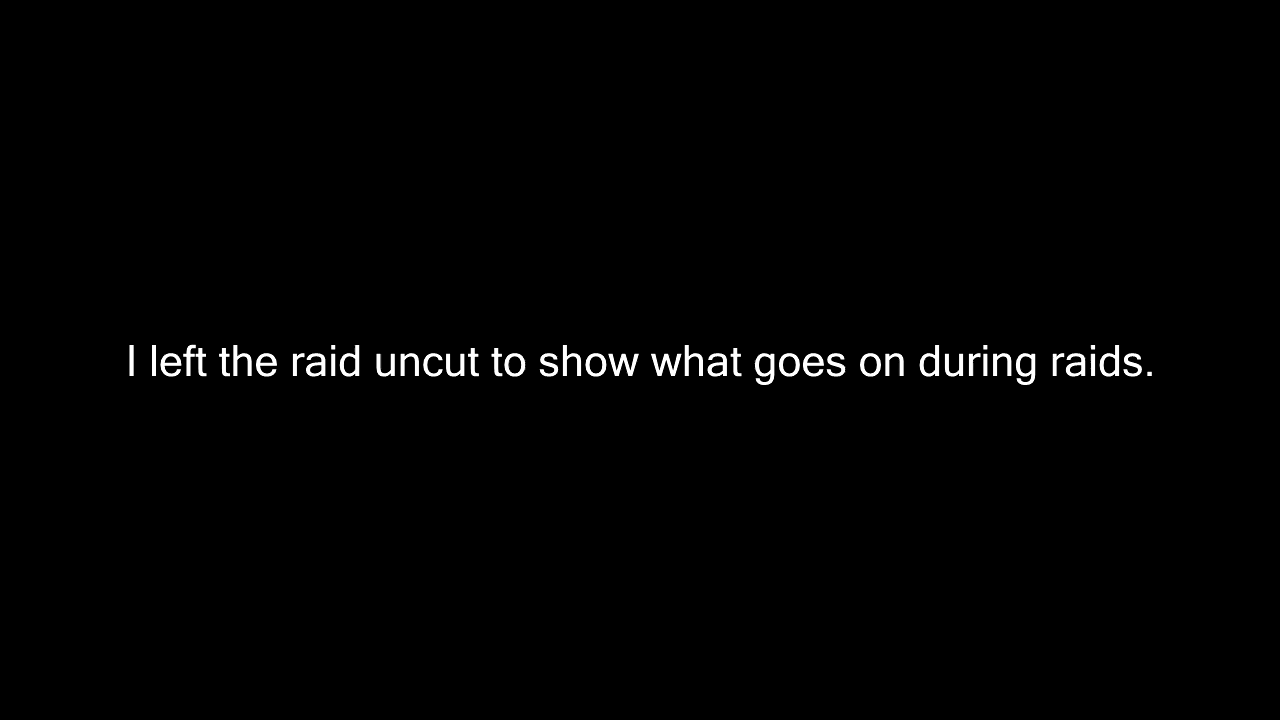 I left the raid uncut to show what goes on during raids.